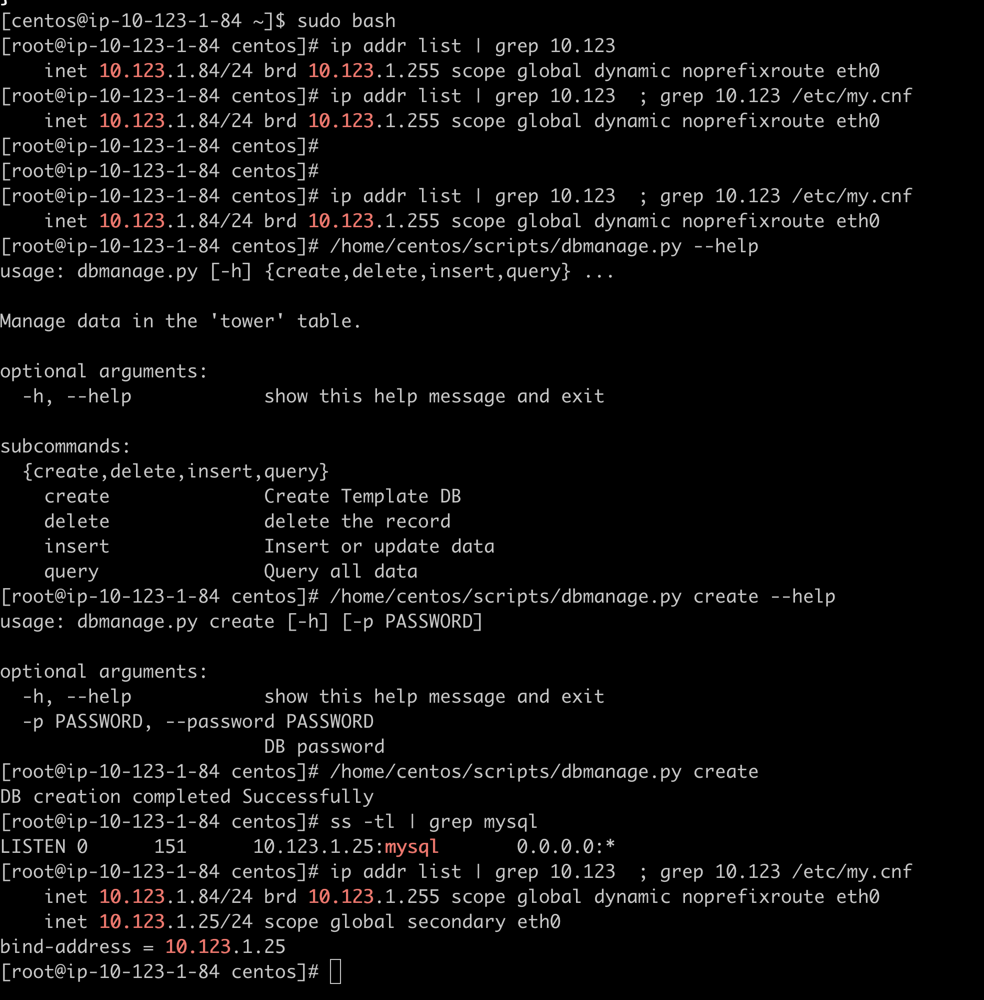 [centos@ip-10-123-1-84 ~]$ sudo bash
[root@ip-10-123-1-84 centos]# ip addr list | grep 10.123
    inet 10.123.1.84/24 brd 10.123.1.255 scope global dynamic noprefixroute eth0
[root@ip-10-123-1-84 centos]# ip addr list | grep 10.123  ; grep 10.123 /etc/my.cnf
    inet 10.123.1.84/24 brd 10.123.1.255 scope global dynamic noprefixroute eth0
[root@ip-10-123-1-84 centos]#
[root@ip-10-123-1-84 centos]#
[root@ip-10-123-1-84 centos]# ip addr list | grep 10.123  ; grep 10.123 /etc/my.cnf
    inet 10.123.1.84/24 brd 10.123.1.255 scope global dynamic noprefixroute eth0
[root@ip-10-123-1-84 centos]# /home/centos/scripts/dbmanage.py --help
usage: dbmanage.py [-h] {create,delete,insert,query} ...

Manage data in the 'tower' table.

optional arguments:
  -h, --help            show this help message and exit

subcommands:
  {create,delete,insert,query}
    create              Create Template DB
    delete              delete the record
    insert              Insert or update data
    query               Query all data
[root@ip-10-123-1-84 centos]# /home/centos/scripts/dbmanage.py create --help
usage: dbmanage.py create [-h] [-p PASSWORD]

optional arguments:
  -h, --help            show this help message and exit
  -p PASSWORD, --password PASSWORD
                        DB password
[root@ip-10-123-1-84 centos]# /home/centos/scripts/dbmanage.py create
DB creation completed Successfully
[root@ip-10-123-1-84 centos]# ss -tl | grep mysql
LISTEN 0      151      10.123.1.25:mysql       0.0.0.0:*
[root@ip-10-123-1-84 centos]# ip addr list | grep 10.123  ; grep 10.123 /etc/my.cnf
    inet 10.123.1.84/24 brd 10.123.1.255 scope global dynamic noprefixroute eth0
    inet 10.123.1.25/24 scope global secondary eth0
bind-address = 10.123.1.25
[root@ip-10-123-1-84 centos]#